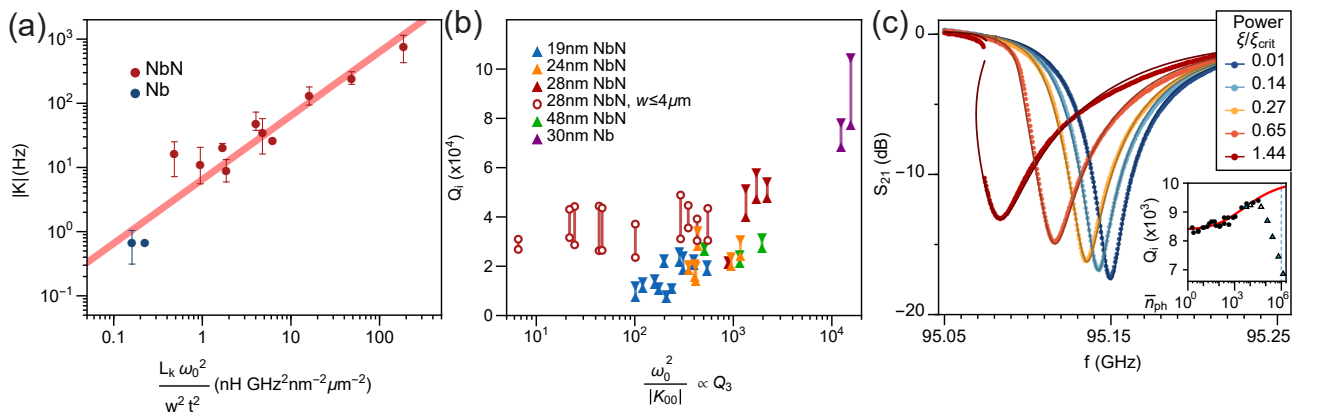 (a)
10³
10²
10¹
10⁰
10⁻¹
|K| (Hz)
NbN
Nb
0.1 1 10 100
L_k ω₀² / w² t² (nH GHz²nm⁻²μm⁻²)
(b)
10
8
6
4
2
0
Q_i (x10⁴)
19nm NbN
24nm NbN
28nm NbN
28nm NbN, w≤4μm
48nm NbN
30nm Nb
10¹ 10² 10³ 10⁴
ω₀² / |K₀₀| ∝ Q₃
(c)
0
−10
−20
S₂₁ (dB)
Power
ξ/ξ_crit
0.01
0.14
0.27
0.65
1.44
10
9
8
7
Q_i (x10³)
n̅_ph 10⁰ 10³ 10⁶
95.05 95.15 95.25
f (GHz)